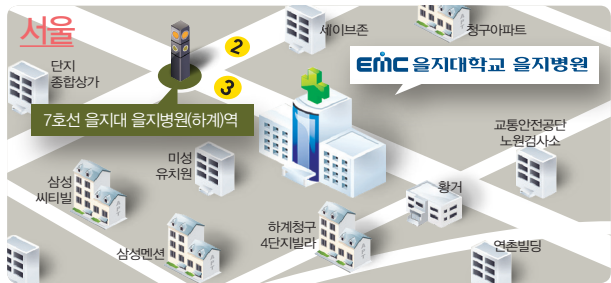 서울
2
세이브존
청구아파트
단지
종합상가
3
EMC 을지대학교 을지병원
7호선 을지대 을지병원(하계)역
교통안전공단
노원검사소
미성
유치원
삼성
씨티빌
황거
하계청구
4단지빌라
삼성멘션
연촌빌딩